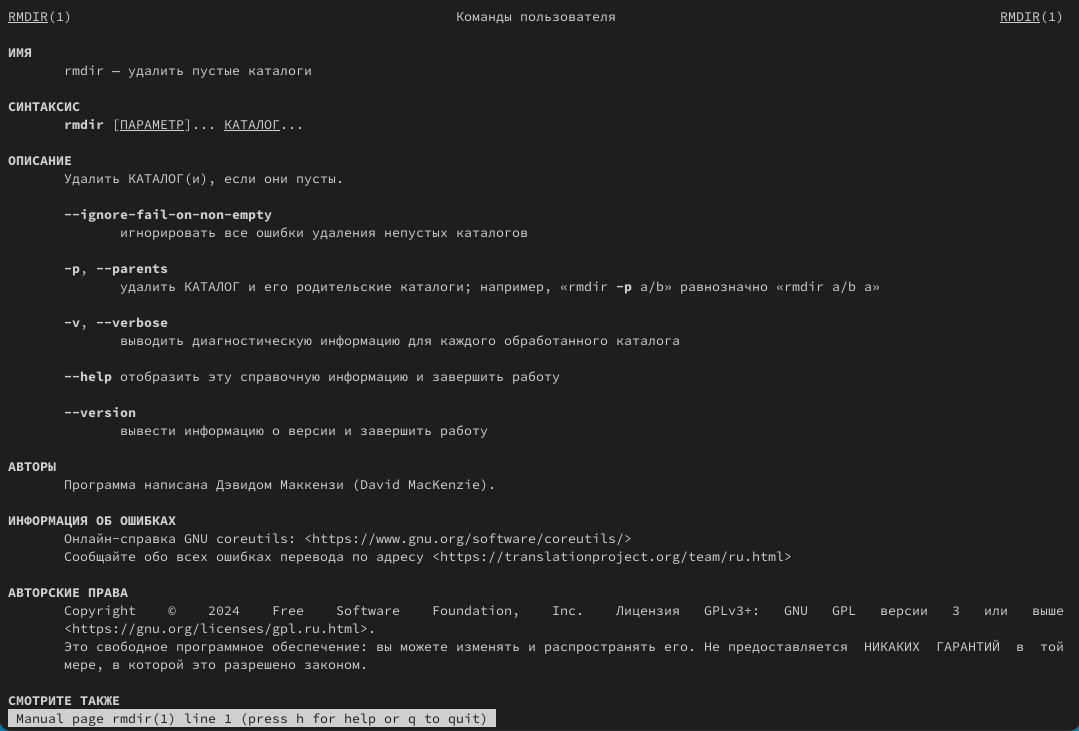 RMDIR(1) Команды пользователя RMDIR(1)
ИМЯ
rmdir — удалить пустые каталоги
СИНТАКСИС
rmdir [ПАРАМЕТР]... КАТАЛОГ...
ОПИСАНИЕ
Удалить КАТАЛОГ(и), если они пусты.
--ignore-fail-on-non-empty
игнорировать все ошибки удаления непустых каталогов
-p, --parents
удалить КАТАЛОГ и его родительские каталоги; например, «rmdir -p a/b» равнозначно «rmdir a/b a»
-v, --verbose
выводить диагностическую информацию для каждого обработанного каталога
--help отобразить эту справочную информацию и завершить работу
--version
вывести информацию о версии и завершить работу
АВТОРЫ
Программа написана Дэвидом Маккензи (David MacKenzie).
ИНФОРМАЦИЯ ОБ ОШИБКАХ
Онлайн-справка GNU coreutils: <https://www.gnu.org/software/coreutils/>
Сообщайте обо всех ошибках перевода по адресу <https://translationproject.org/team/ru.html>
АВТОРСКИЕ ПРАВА
Copyright © 2024 Free Software Foundation, Inc. Лицензия GPLv3+: GNU GPL версии 3 или выше
<https://gnu.org/licenses/gpl.ru.html>.
Это свободное программное обеспечение: вы можете изменять и распространять его. Не предоставляется НИКАКИХ ГАРАНТИЙ в той
мере, в которой это разрешено законом.
СМОТРИТЕ ТАКЖЕ
Manual page rmdir(1) line 1 (press h for help or q to quit)